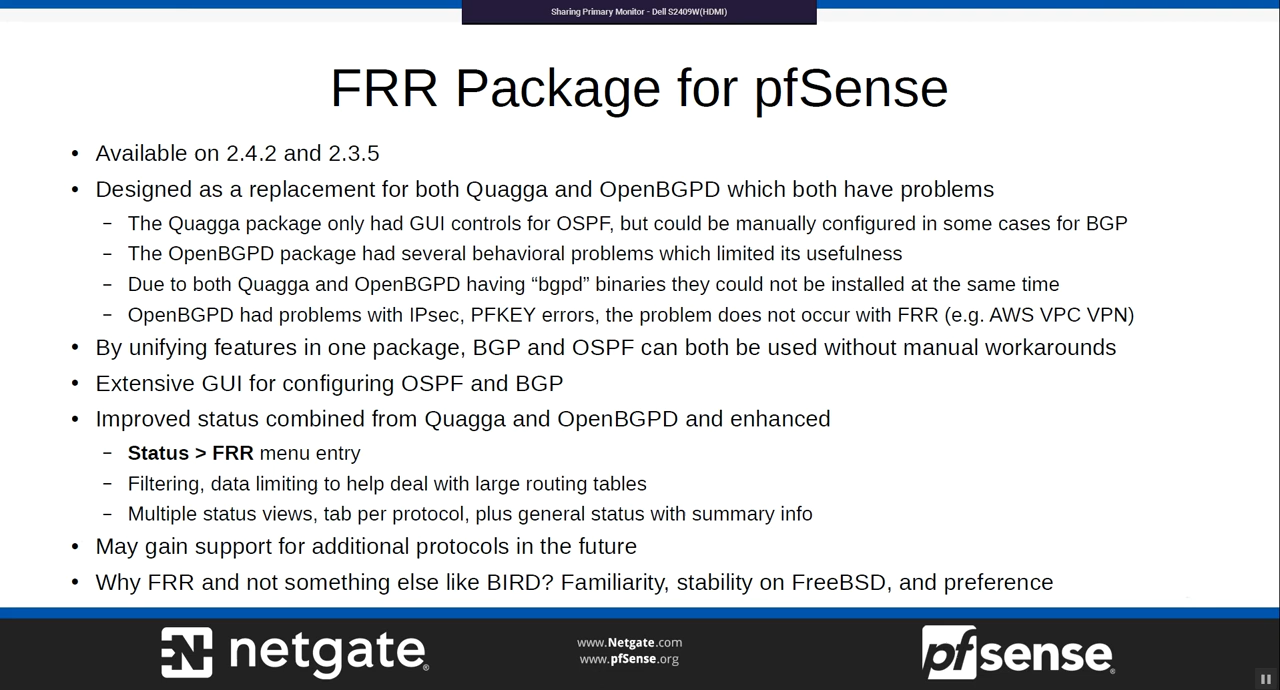 Sharing Primary Monitor - Dell S2409W(HDMI)
FRR Package for pfSense
• Available on 2.4.2 and 2.3.5
• Designed as a replacement for both Quagga and OpenBGPD which both have problems
– The Quagga package only had GUI controls for OSPF, but could be manually configured in some cases for BGP
– The OpenBGPD package had several behavioral problems which limited its usefulness
– Due to both Quagga and OpenBGPD having “bgpd” binaries they could not be installed at the same time
– OpenBGPD had problems with IPsec, PFKEY errors, the problem does not occur with FRR (e.g. AWS VPC VPN)
• By unifying features in one package, BGP and OSPF can both be used without manual workarounds
• Extensive GUI for configuring OSPF and BGP
• Improved status combined from Quagga and OpenBGPD and enhanced
– Status > FRR menu entry
– Filtering, data limiting to help deal with large routing tables
– Multiple status views, tab per protocol, plus general status with summary info
• May gain support for additional protocols in the future
• Why FRR and not something else like BIRD? Familiarity, stability on FreeBSD, and preference
N netgate®
www.Netgate.com
www.pfSense.org
pfsense®